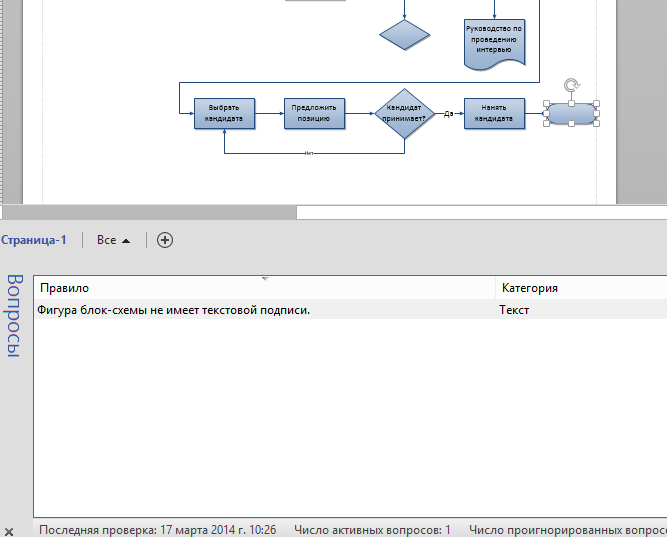 Руководство по
проведению
интервью
Выбрать
кандидата
Предложить
позицию
Кандидат
принимает?
Да
Нанять
кандидата
Нет
Страница-1
Все
Вопросы
Правило
Категория
Фигура блок-схемы не имеет текстовой подписи.
Текст
Последняя проверка: 17 марта 2014 г. 10:26
Число активных вопросов: 1
Число проигнорированных вопрос